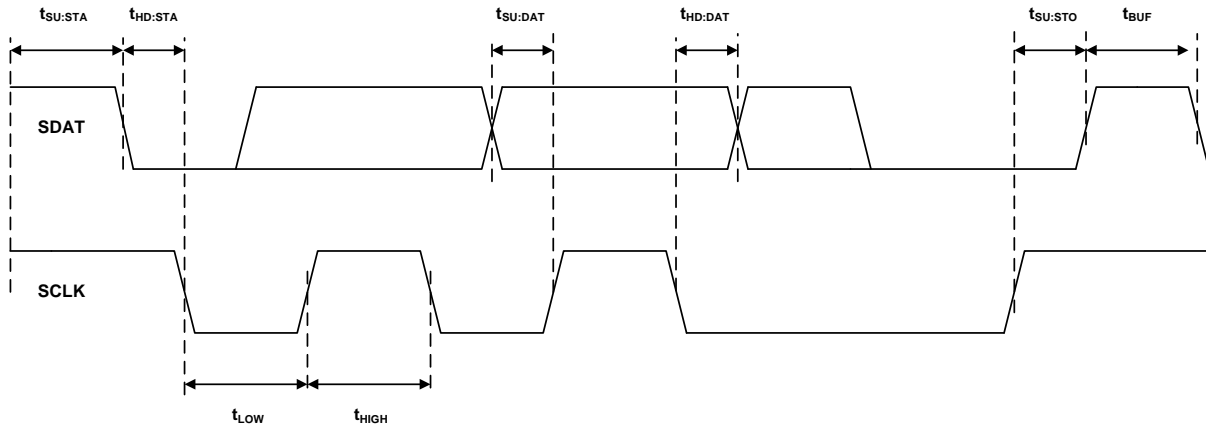 tSU:STA tHD:STA tSU:DAT tHD:DAT tSU:STO tBUF
SDAT
SCLK
tLOW tHIGH